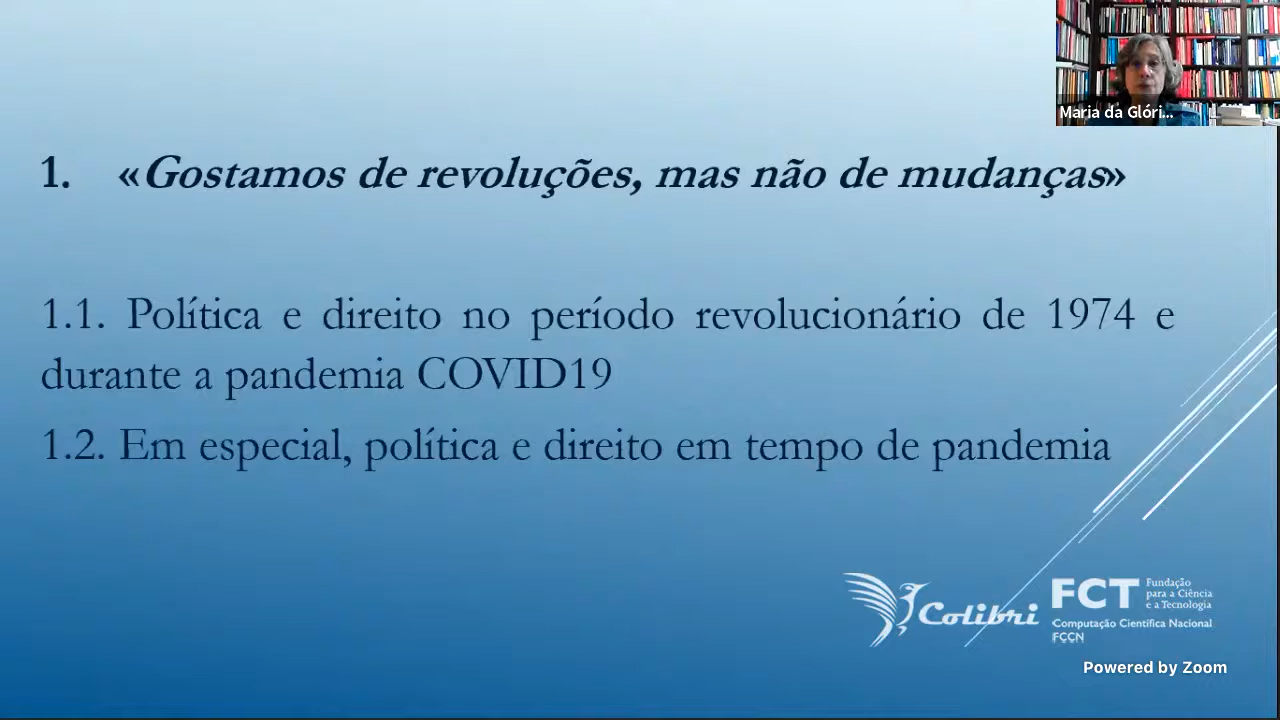 Maria da Glóri...
1. «Gostamos de revoluções, mas não de mudanças»
1.1. Política e direito no período revolucionário de 1974 e
durante a pandemia COVID19
1.2. Em especial, política e direito em tempo de pandemia
Colibri
FCT
Fundação
para a Ciência
e a Tecnologia
Computação Científica Nacional
FCCN
Powered by Zoom